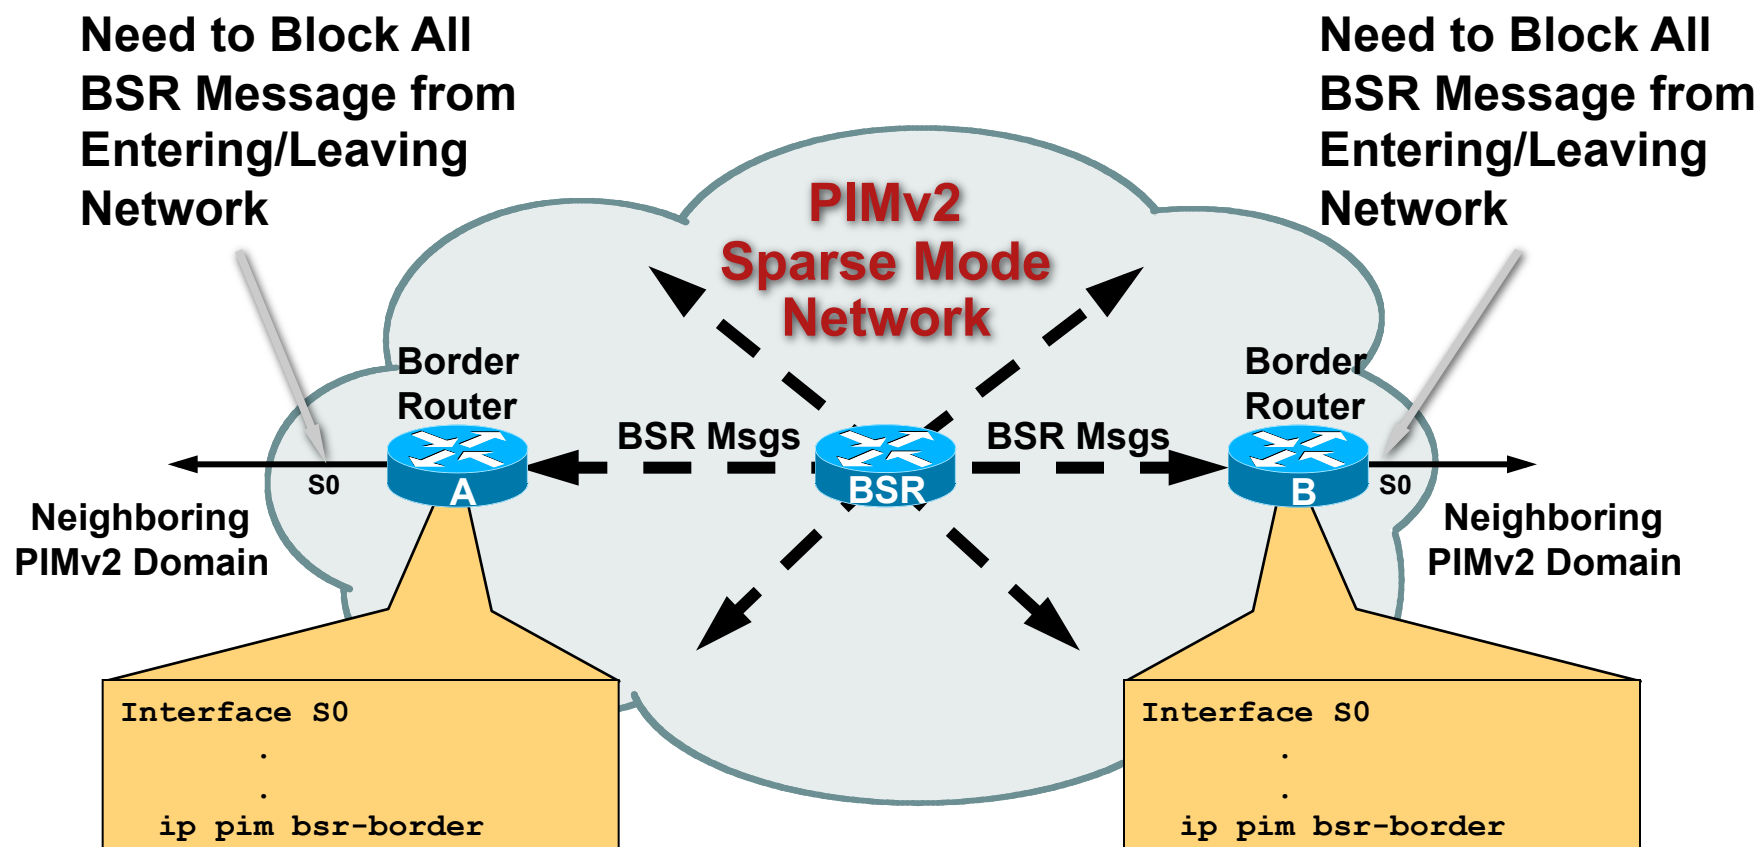 Need to Block All
BSR Message from
Entering/Leaving
Network
Need to Block All
BSR Message from
Entering/Leaving
Network
PIMv2
Sparse Mode
Network
Border
Router
Border
Router
BSR Msgs
BSR Msgs
A
BSR
B
S0
S0
Neighboring
PIMv2 Domain
Neighboring
PIMv2 Domain
Interface S0
.
.
ip pim bsr-border
Interface S0
.
.
ip pim bsr-border